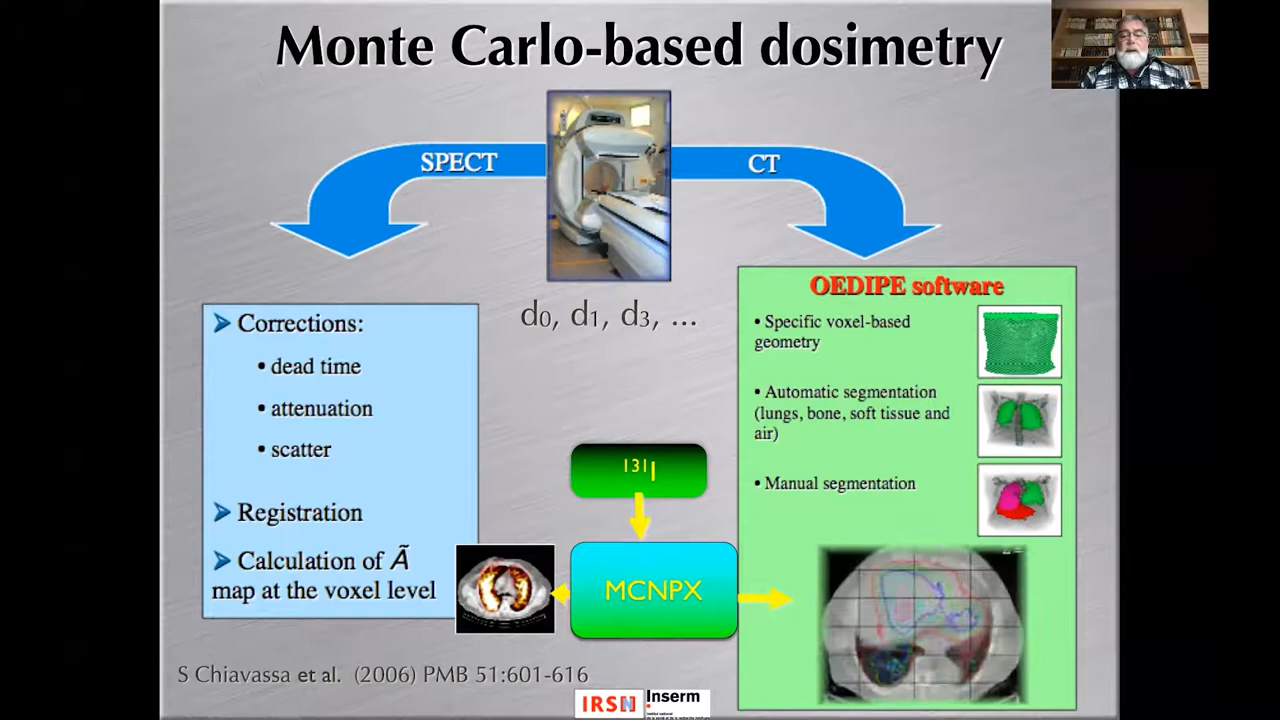 Monte Carlo-based dosimetry
SPECT
CT
OEDIPE software
Corrections:
• dead time
• attenuation
• scatter
Registration
Calculation of Ã
map at the voxel level
d0, d1, d3, ...
• Specific voxel-based
geometry
• Automatic segmentation
(lungs, bone, soft tissue and
air)
• Manual segmentation
131I
MCNPX
S Chiavassa et al. (2006) PMB 51:601-616
IRSN
Inserm